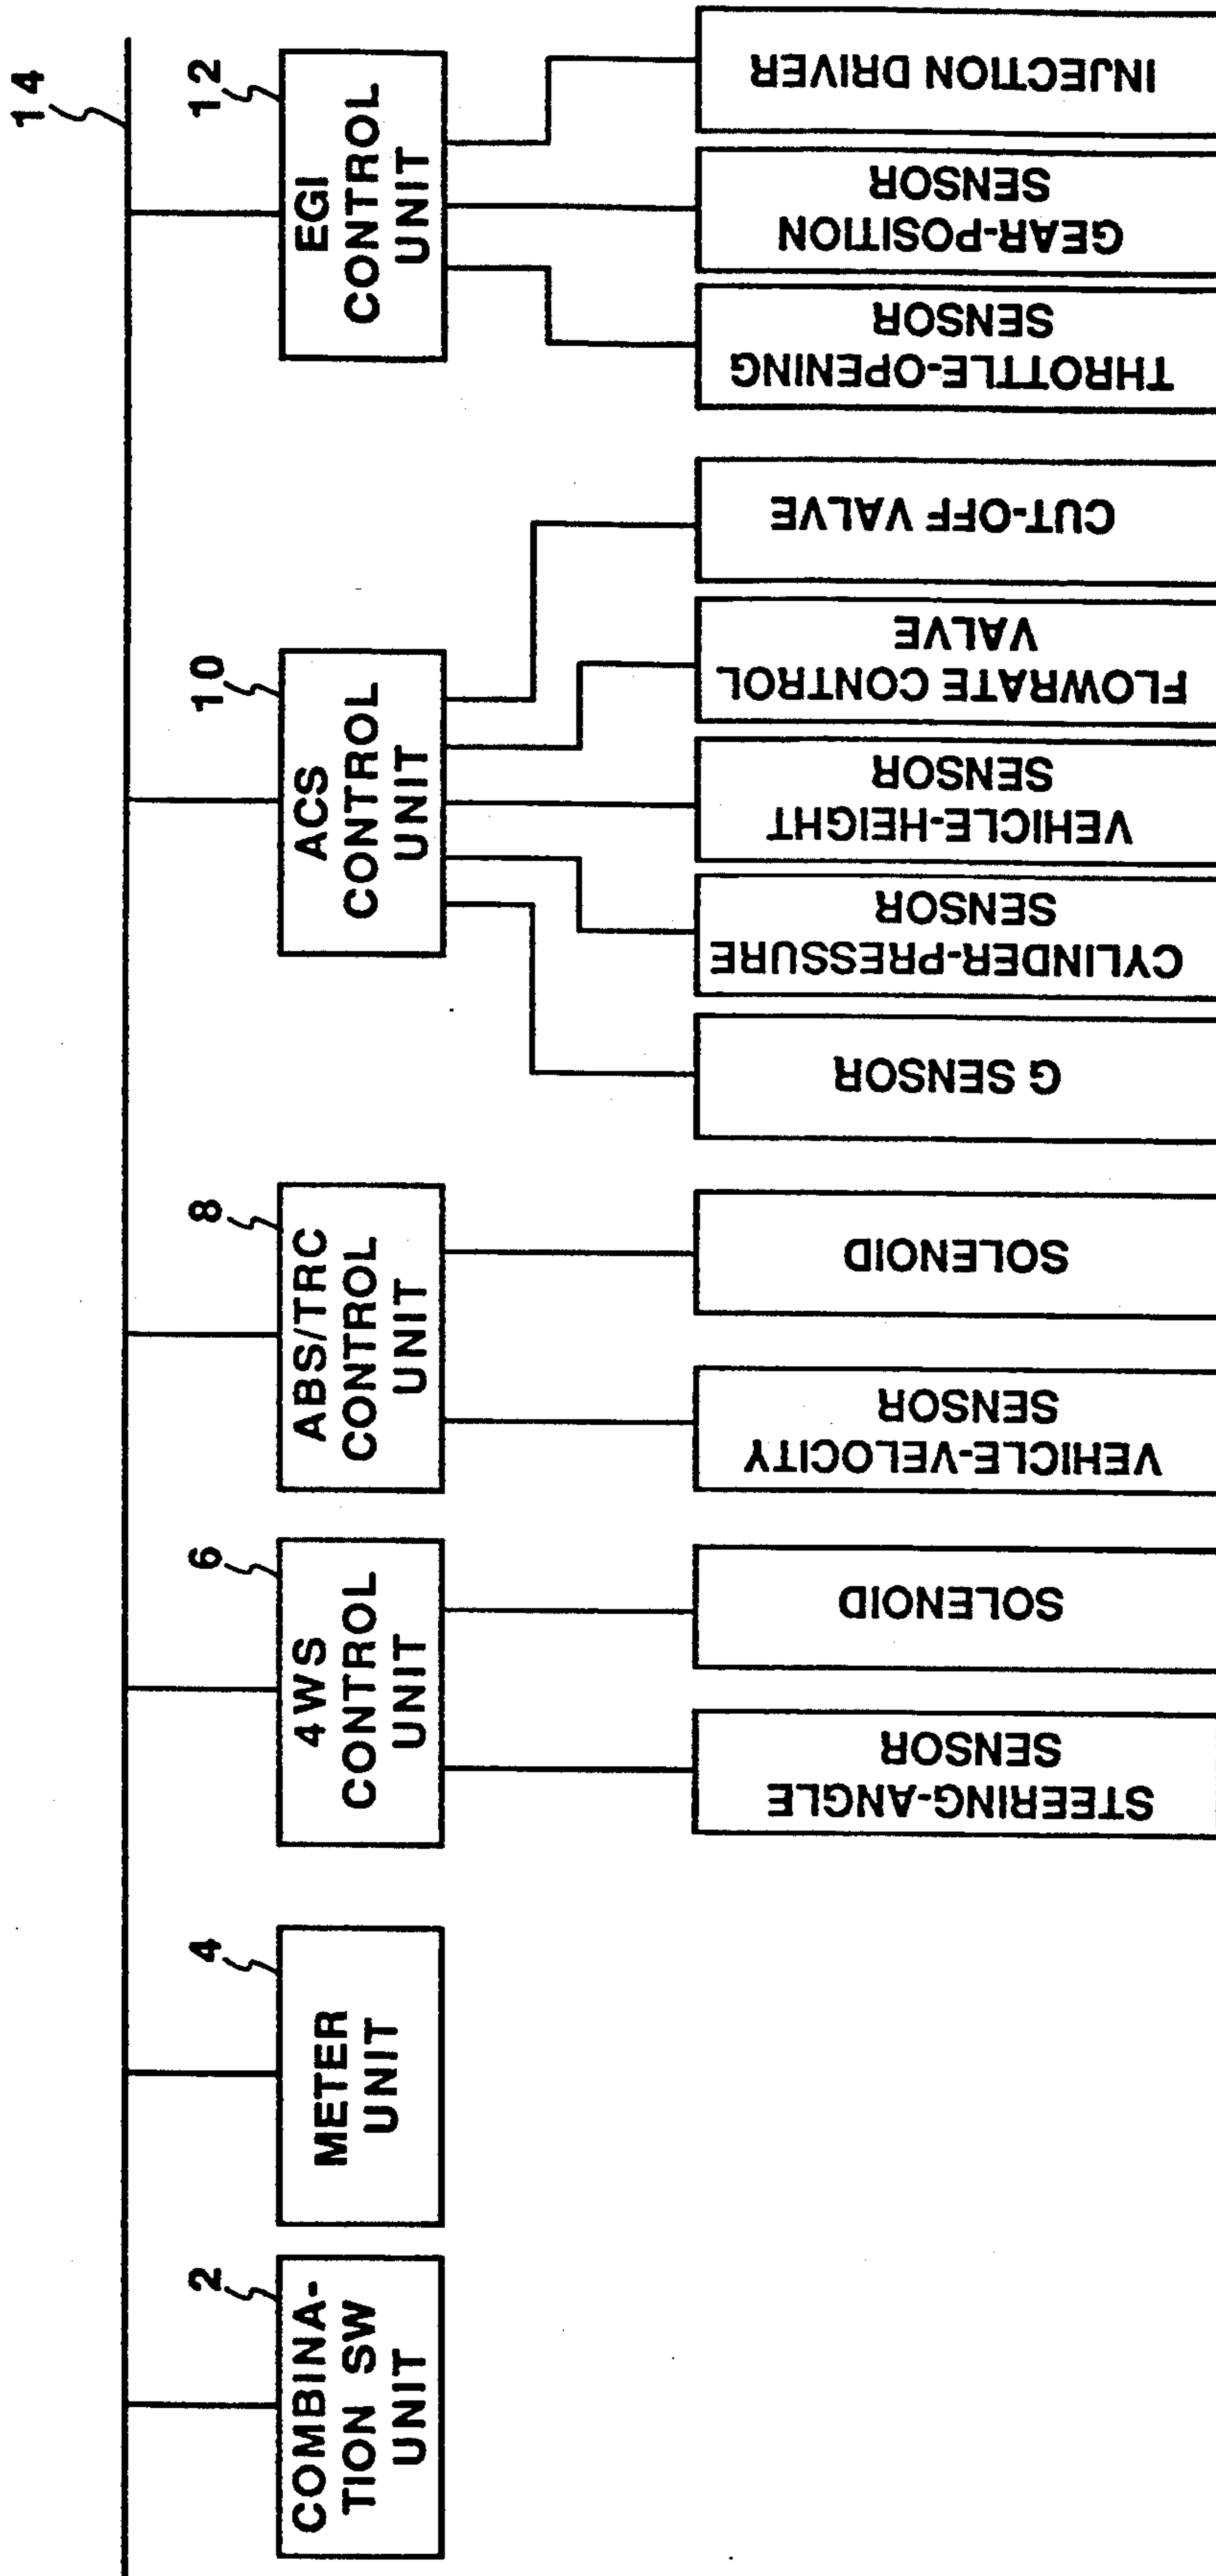 14
2
COMBINA-
TION SW
UNIT
4
METER
UNIT
6
4WS
CONTROL
UNIT
8
ABS/TRC
CONTROL
UNIT
10
ACS
CONTROL
UNIT
12
EGI
CONTROL
UNIT
STEERING-ANGLE
SENSOR
SOLENOID
VEHICLE-VELOCITY
SENSOR
SOLENOID
G SENSOR
CYLINDER-PRESSURE
SENSOR
VEHICLE-HEIGHT
SENSOR
FLOWRATE CONTROL
VALVE
CUT-OFF VALVE
THROTTLE-OPENING
SENSOR
GEAR-POSITION
SENSOR
INJECTION DRIVER